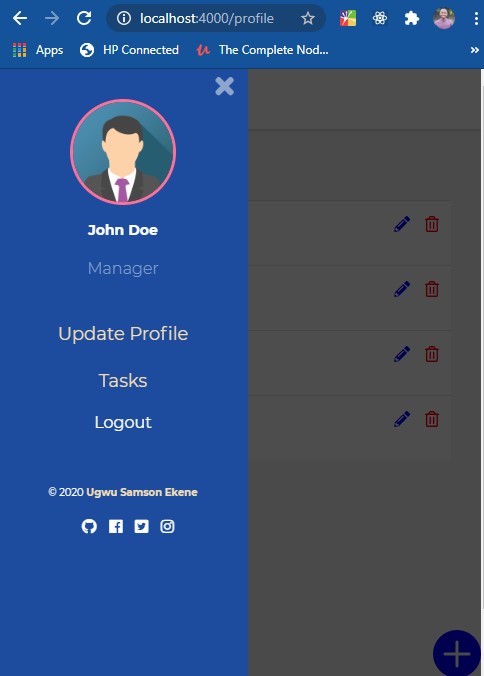 localhost:4000/profile
Apps HP Connected The Complete Nod... »
John Doe
Manager
Update Profile
Tasks
Logout
© 2020 Ugwu Samson Ekene